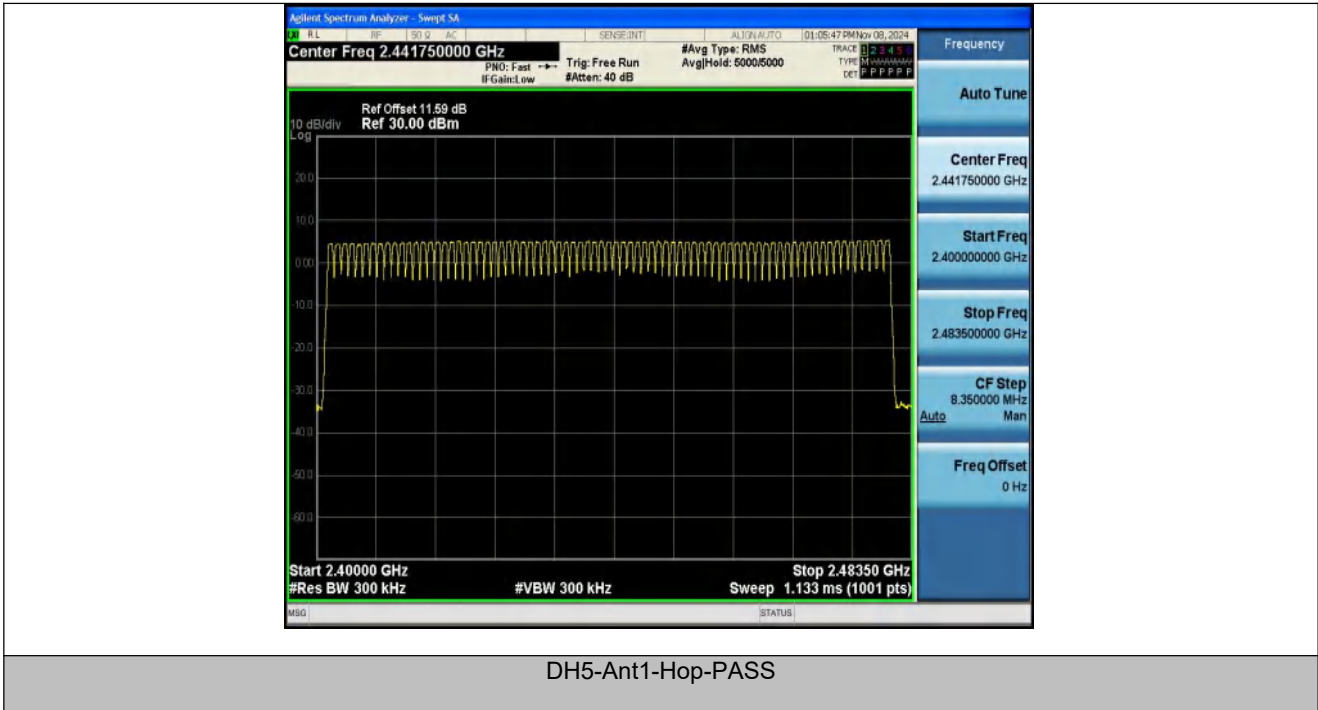 Agilent Spectrum Analyzer - Swept SA
RL RF 50 Ω AC SENSE:INT ALIGN AUTO 01:05:47 PM Nov 08, 2024
Center Freq 2.441750000 GHz
PNO: Fast
IFGain:Low
Trig: Free Run
#Atten: 40 dB
#Avg Type: RMS
Avg|Hold: 5000/5000
TRACE 1 2 3 4 5 6
TYPE M
DET P P P P P P
Ref Offset 11.59 dB
10 dB/div Ref 30.00 dBm
Log
20.0
10.0
0.00
-10.0
-20.0
-30.0
-40.0
-50.0
-60.0
Start 2.40000 GHz Stop 2.48350 GHz
#Res BW 300 kHz #VBW 300 kHz Sweep 1.133 ms (1001 pts)
MSG STATUS
Frequency
Auto Tune
Center Freq
2.441750000 GHz
Start Freq
2.400000000 GHz
Stop Freq
2.483500000 GHz
CF Step
8.350000 MHz
Auto Man
Freq Offset
0 Hz
DH5-Ant1-Hop-PASS